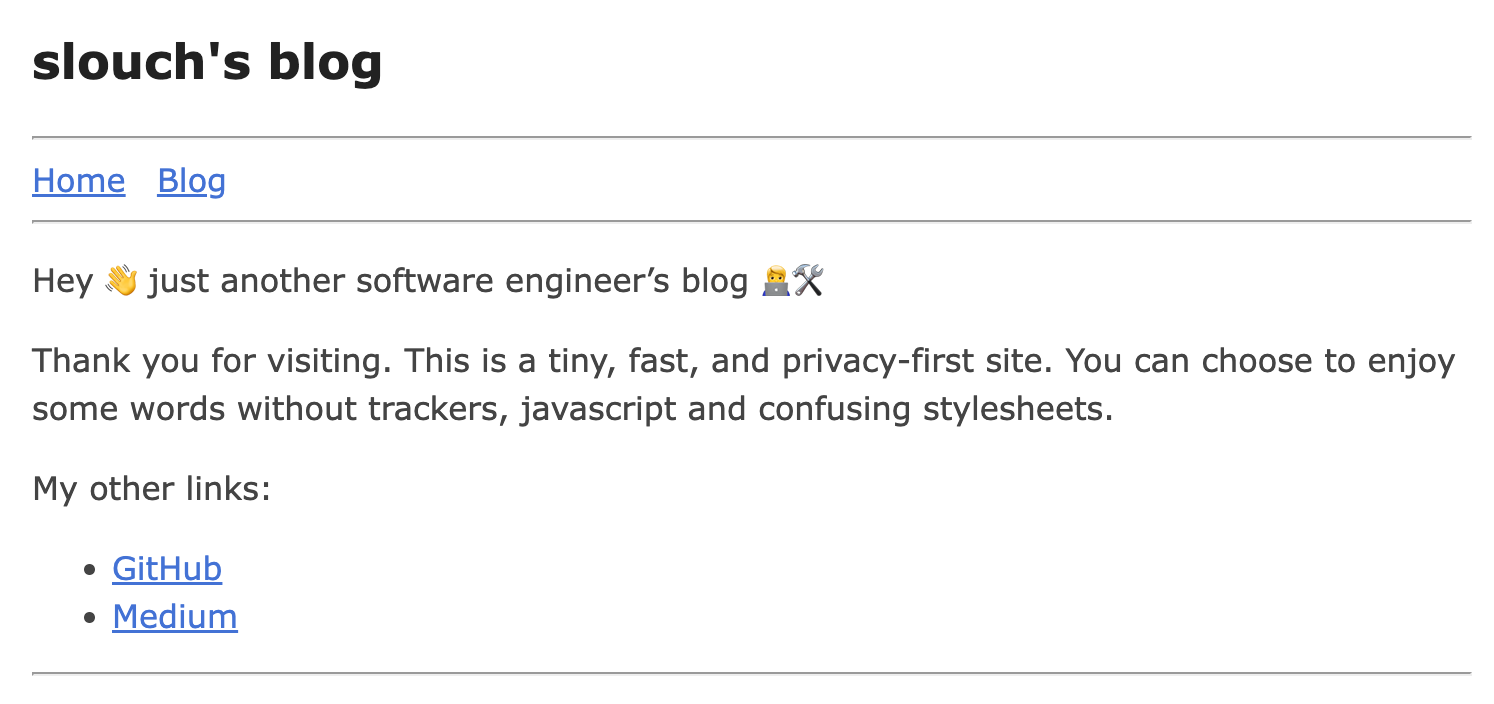 slouch's blog
Home Blog
Hey 👋 just another software engineer’s blog 👨‍💻🛠
Thank you for visiting. This is a tiny, fast, and privacy-first site. You can choose to enjoy
some words without trackers, javascript and confusing stylesheets.
My other links:
• GitHub
• Medium